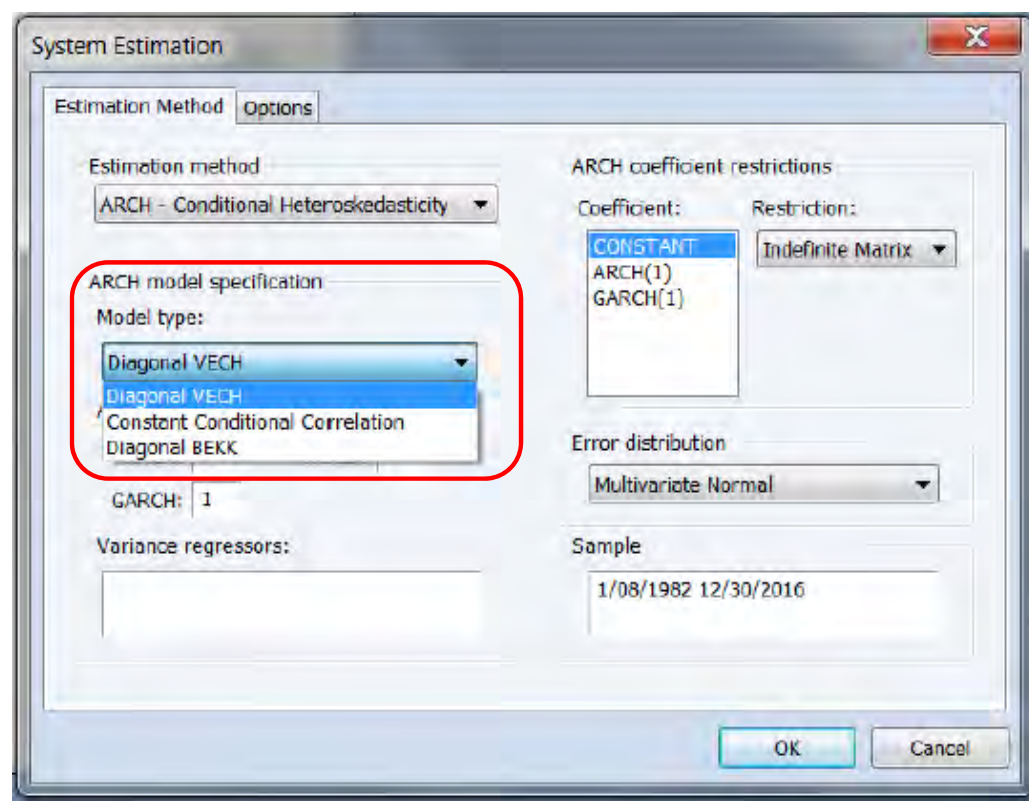 System Estimation
Estimation Method
Options
Estimation method
ARCH - Conditional Heteroskedasticity
ARCH model specification
Model type:
Diagonal VECH
Diagonal VECH
Constant Conditional Correlation
Diagonal BEKK
GARCH: 1
Variance regressors:
ARCH coefficient restrictions
Coefficient: Restriction:
CONSTANT
ARCH(1)
GARCH(1)
Indefinite Matrix
Error distribution
Multivariate Normal
Sample
1/08/1982 12/30/2016
OK
Cancel